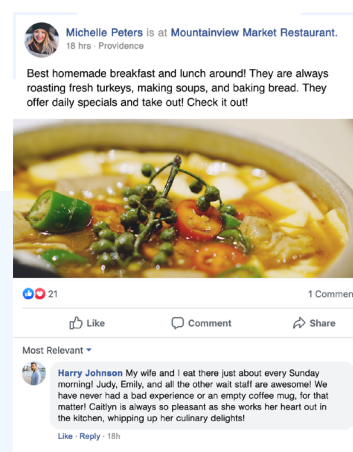 Michelle Peters is at Mountainview Market Restaurant.
18 hrs · Providence
Best homemade breakfast and lunch around! They are always
roasting fresh turkeys, making soups, and baking bread. They
offer daily specials and take out! Check it out!
21
1 Commen
Like
Comment
Share
Most Relevant
Harry Johnson My wife and I eat there just about every Sunday
morning! Judy, Emily, and all the other wait staff are awesome! We
have never had a bad experience or an empty coffee mug, for that
matter! Caitlyn is always so pleasant as she works her heart out in
the kitchen, whipping up her culinary delights!
Like · Reply · 18h